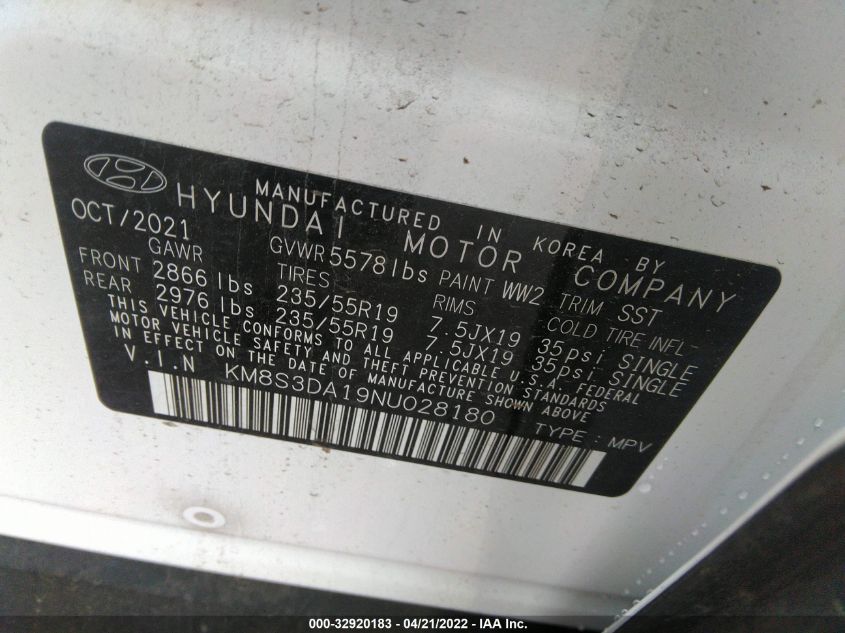 MANUFACTURED IN KOREA BY
HYUNDAI MOTOR COMPANY
OCT/2021 GVWR 5578lbs PAINT WW2 TRIM SST
GAWR TIRES RIMS COLD TIRE INFL-
FRONT 2866 lbs 235/55R19 7.5JX19 35psi, SINGLE
REAR 2976 lbs 235/55R19 7.5JX19 35psi, SINGLE
THIS VEHICLE CONFORMS TO ALL APPLICABLE U.S.A. FEDERAL
MOTOR VEHICLE SAFETY AND THEFT PREVENTION STANDARDS
IN EFFECT ON THE DATE OF MANUFACTURE SHOWN ABOVE
V.I.N KM8S3DA19NU028180 TYPE : MPV
000-32920183 - 04/21/2022 - IAA Inc.